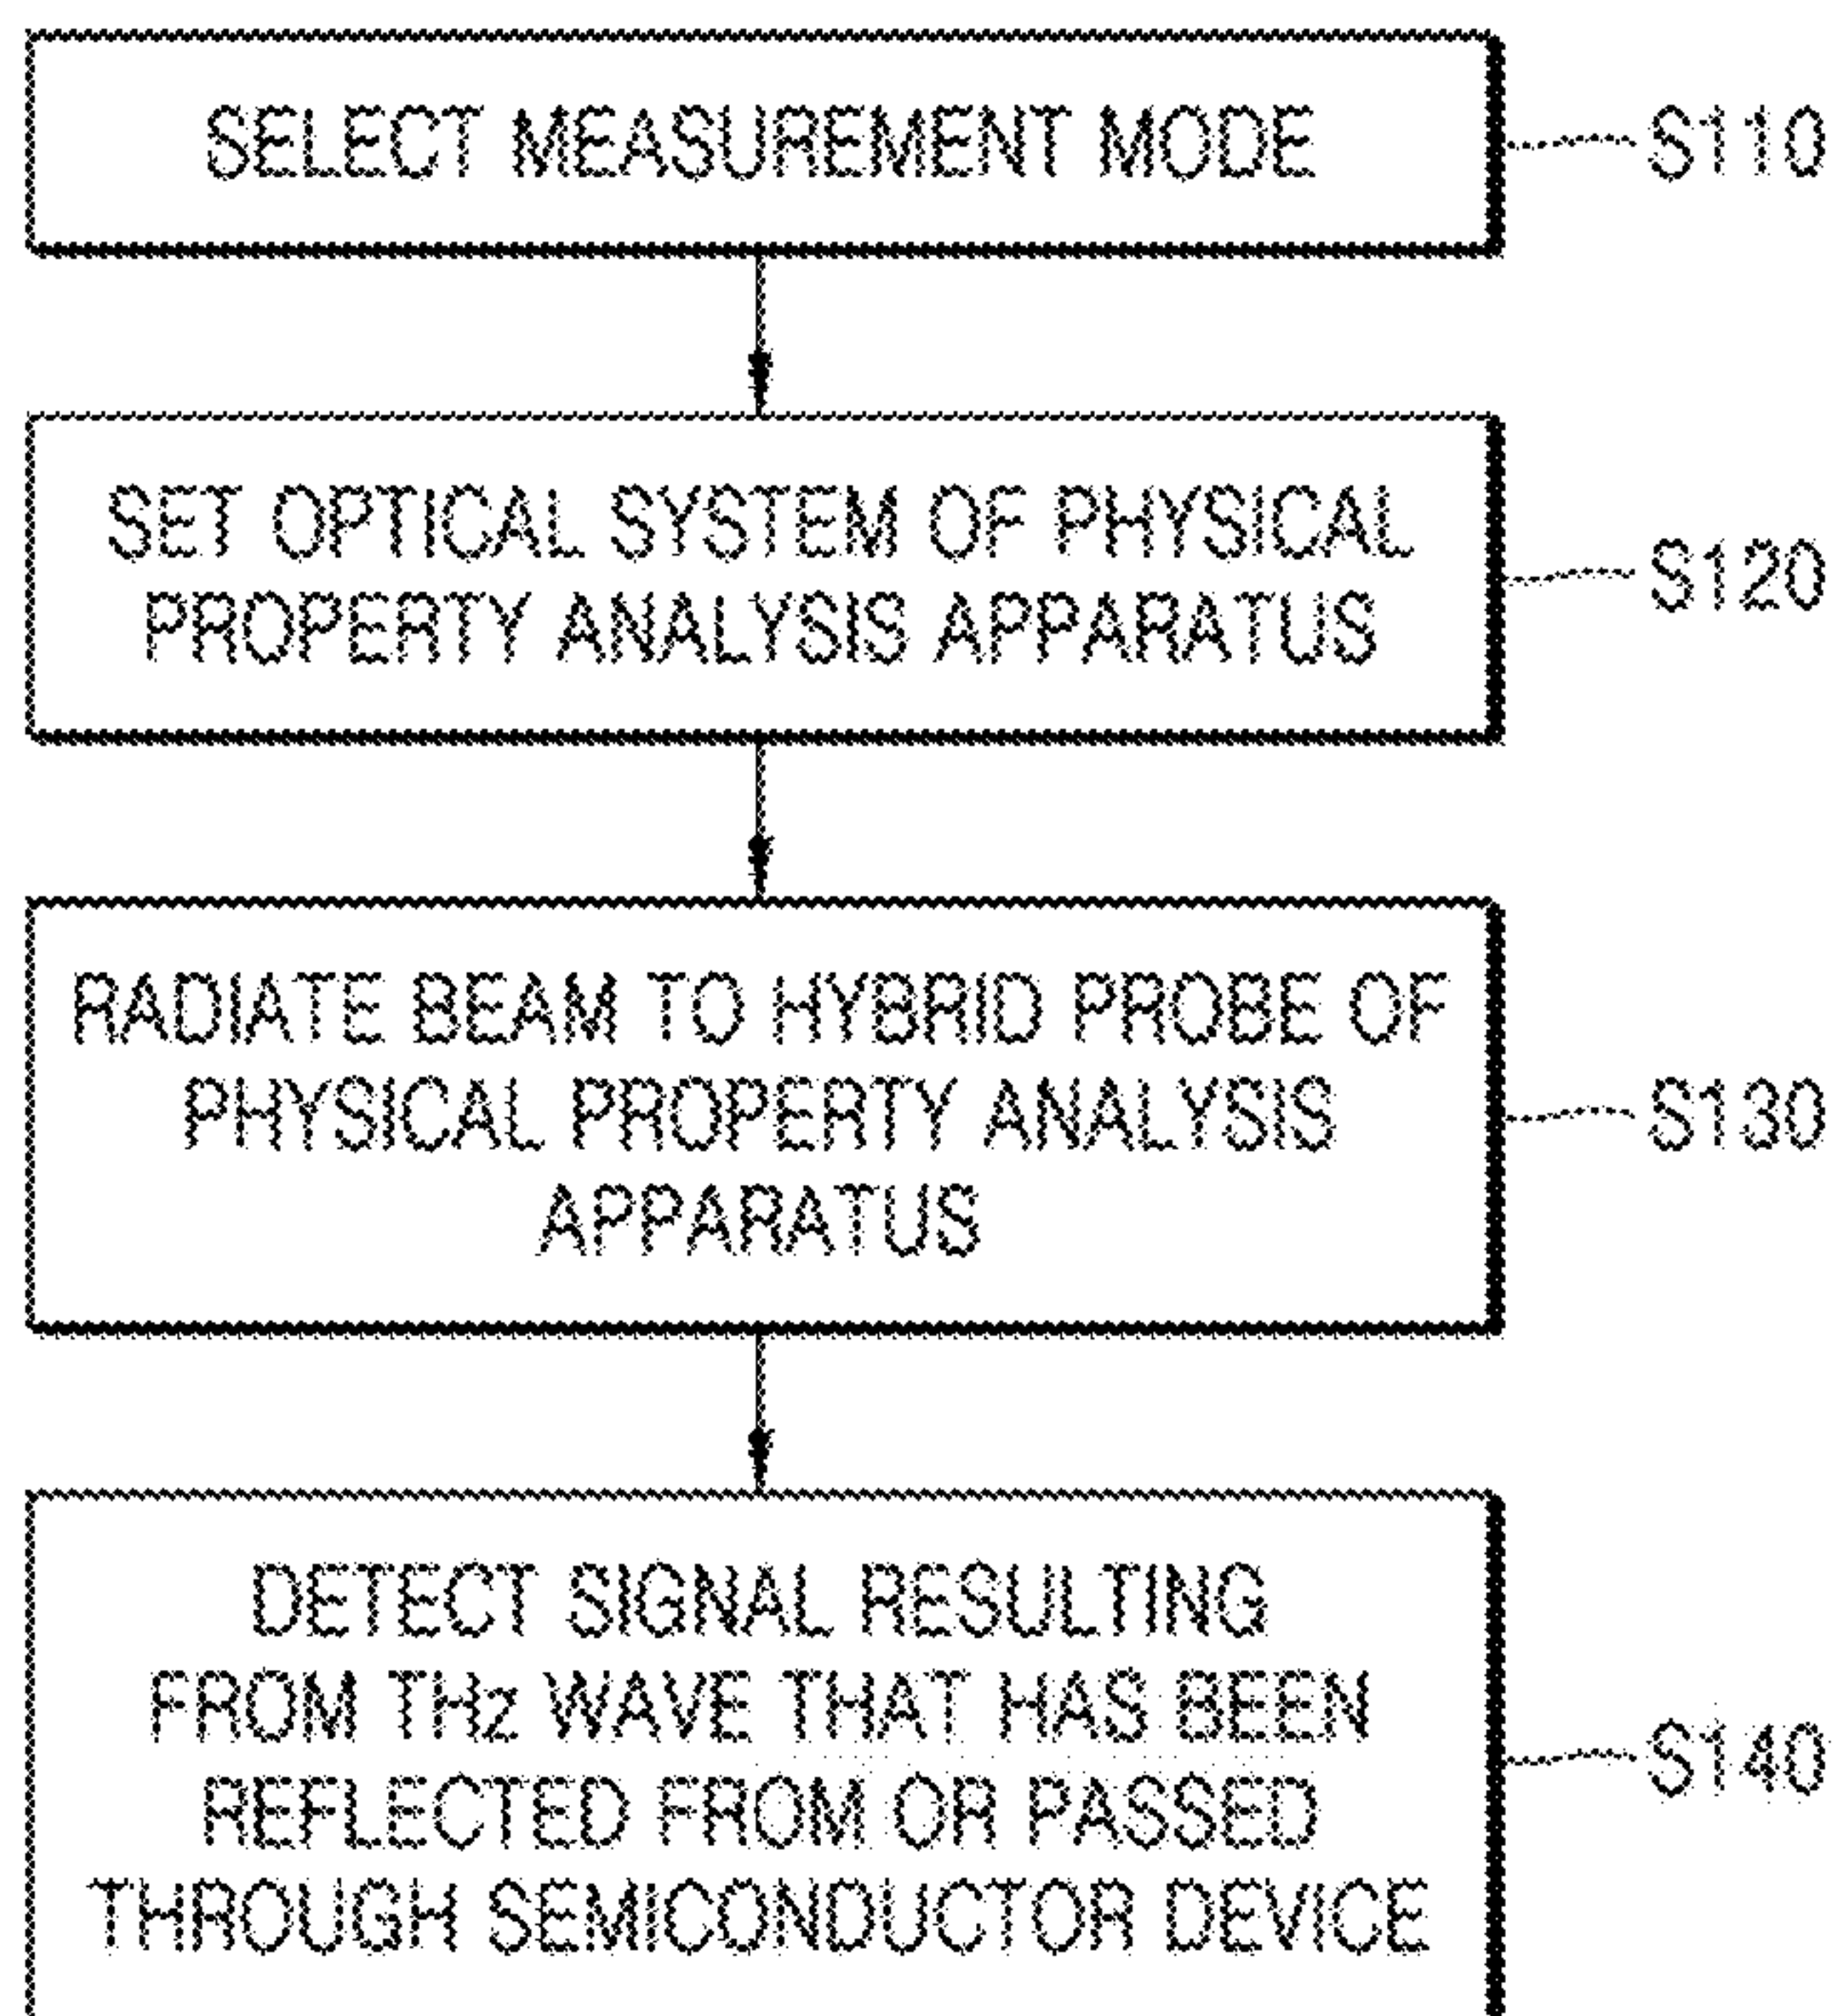 SELECT MEASUREMENT MODE
S110
SET OPTICAL SYSTEM OF PHYSICAL
PROPERTY ANALYSIS APPARATUS
S120
RADIATE BEAM TO HYBRID PROBE OF
PHYSICAL PROPERTY ANALYSIS
APPARATUS
S130
DETECT SIGNAL RESULTING
FROM THz WAVE THAT HAS BEEN
REFLECTED FROM OR PASSED
THROUGH SEMICONDUCTOR DEVICE
S140